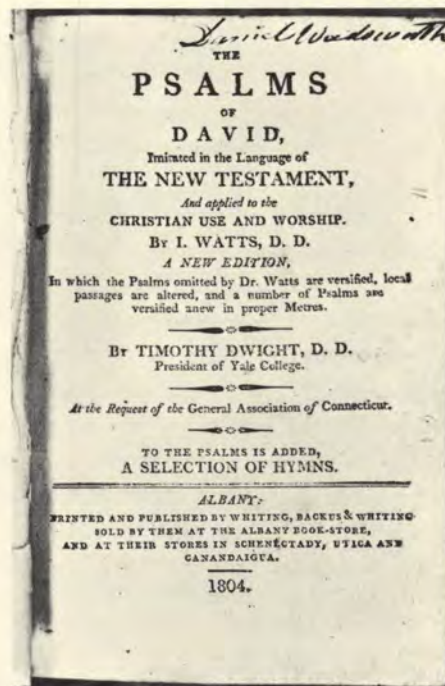 Daniel Wadsworth
THE
PSALMS
OF
DAVID,
Imitated in the Language of
THE NEW TESTAMENT,
And applied to the
CHRISTIAN USE AND WORSHIP.
BY I. WATTS, D. D.
A NEW EDITION,
In which the Psalms omitted by Dr. Watts are versified, local
passages are altered, and a number of Psalms are
versified anew in proper Metres.
BY TIMOTHY DWIGHT, D. D.
President of Yale College.
At the Request of the General Association of Connecticut.
TO THE PSALMS IS ADDED,
A SELECTION OF HYMNS.
ALBANY:
PRINTED AND PUBLISHED BY WHITING, BACKUS & WHITING
SOLD BY THEM AT THE ALBANY BOOK-STORE,
AND AT THEIR STORES IN SCHENECTADY, UTICA AND
CANANDAIGUA.
1804.